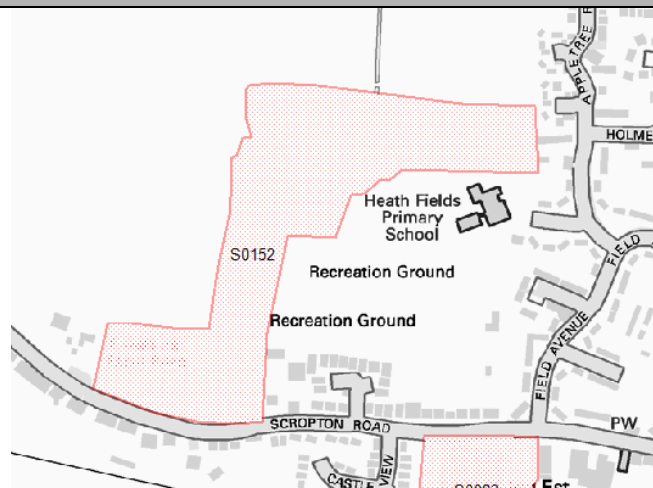 APPLETREE R
HOLME
Heath Fields
Primary
School
FIELD
S0152
Recreation Ground
Recreation Ground
FIELD AVENUE
SCROPTON ROAD
PW
CASTLE
VIEW
Est